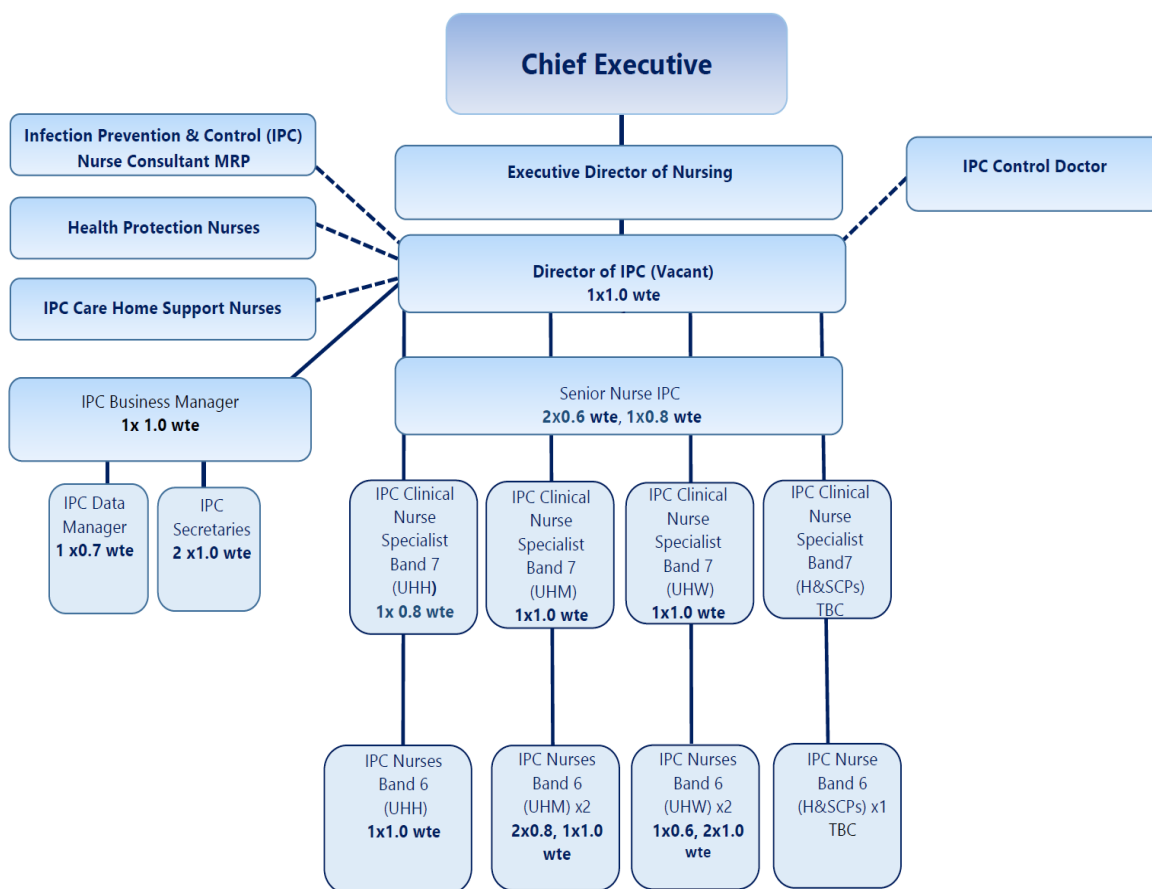 Chief Executive
Infection Prevention & Control (IPC)
Nurse Consultant MRP
Executive Director of Nursing
IPC Control Doctor
Health Protection Nurses
Director of IPC (Vacant)
1x1.0 wte
IPC Care Home Support Nurses
IPC Business Manager
1x 1.0 wte
Senior Nurse IPC
2x0.6 wte, 1x0.8 wte
IPC Data
Manager
1 x0.7 wte
IPC
Secretaries
2 x1.0 wte
IPC Clinical
Nurse
Specialist
Band 7
(UHH)
1x 0.8 wte
IPC Clinical
Nurse
Specialist
Band 7
(UHM)
1x1.0 wte
IPC Clinical
Nurse
Specialist
Band 7
(UHW)
1x1.0 wte
IPC Clinical
Nurse
Specialist
Band7
(H&SCPs)
TBC
IPC Nurses
Band 6
(UHH)
1x1.0 wte
IPC Nurses
Band 6
(UHM) x2
2x0.8, 1x1.0
wte
IPC Nurses
Band 6
(UHW) x2
1x0.6, 2x1.0
wte
IPC Nurse
Band 6
(H&SCPs) x1
TBC